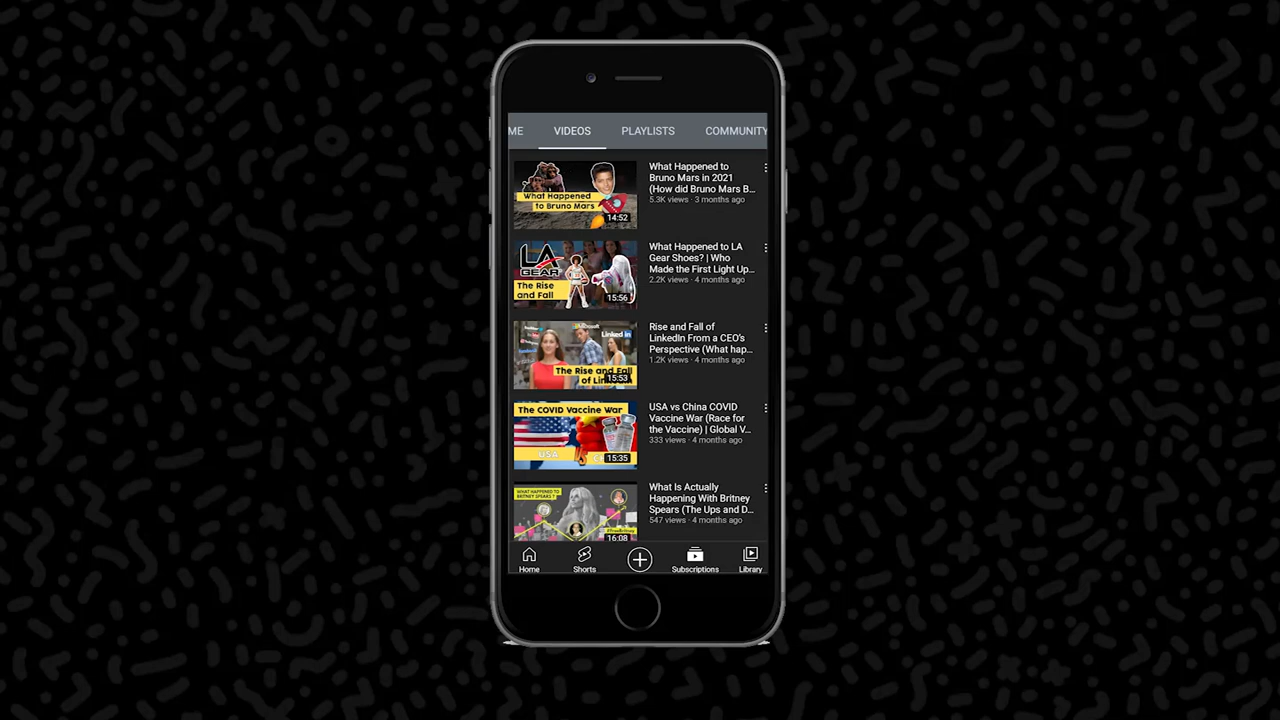 ME VIDEOS PLAYLISTS COMMUNITY
What Happened
to Bruno Mars
14:52
What Happened to
Bruno Mars in 2021
(How did Bruno Mars B...
5.3K views · 3 months ago
LA
GEAR
The Rise
and Fall
15:56
What Happened to LA
Gear Shoes? | Who
Made the First Light Up...
2.2K views · 4 months ago
Linked in
The Rise and Fall
of LinkedIn
15:53
Rise and Fall of
LinkedIn From a CEO's
Perspective (What hap...
1.2K views · 4 months ago
The COVID Vaccine War
USA
15:35
USA vs China COVID
Vaccine War (Race for
the Vaccine) | Global V...
333 views · 4 months ago
WHAT HAPPENED TO
BRITNEY SPEARS ?
16:08
What Is Actually
Happening With Britney
Spears (The Ups and D...
547 views · 4 months ago
Home Shorts Subscriptions Library